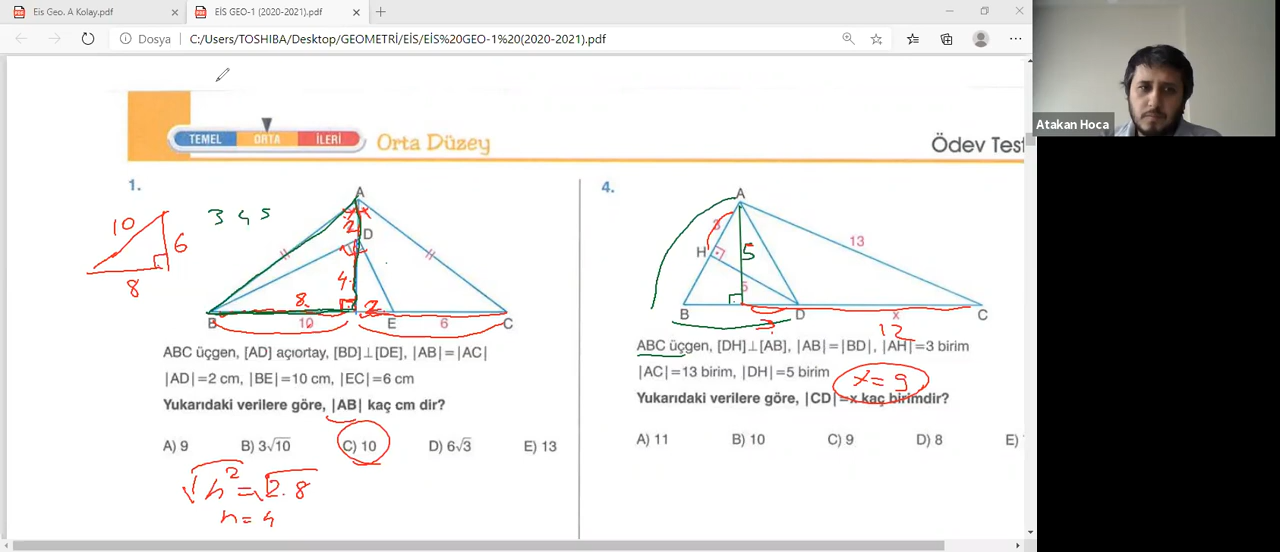 Eis Geo. A Kolay.pdf
EİS GEO-1 (2020-2021).pdf
Dosya
C:/Users/TOSHIBA/Desktop/GEOMETRİ/EİS/EİS%20GEO-1%20(2020-2021).pdf
Atakan Hoca
TEMEL ORTA İLERİ
Orta Düzey
Ödev Test
1.
10
6
8
3 4 5
A
2
D
4
8
2
B
10
E
6
C
ABC üçgen, [AD] açıortay, [BD]⊥[DE], |AB|=|AC|
|AD|=2 cm, |BE|=10 cm, |EC|=6 cm
Yukarıdaki verilere göre, |AB| kaç cm dir?
A) 9 B) 3√10 C) 10 D) 6√3 E) 13
√h²=√2.8
h=4
4.
A
3
13
H
5
5
B
D
x
C
3
12
ABC üçgen, [DH]⊥[AB], |AB|=|BD|, |AH|=3 birim
|AC|=13 birim, |DH|=5 birim
x=9
Yukarıdaki verilere göre, |CD|=x kaç birimdir?
A) 11 B) 10 C) 9 D) 8 E)